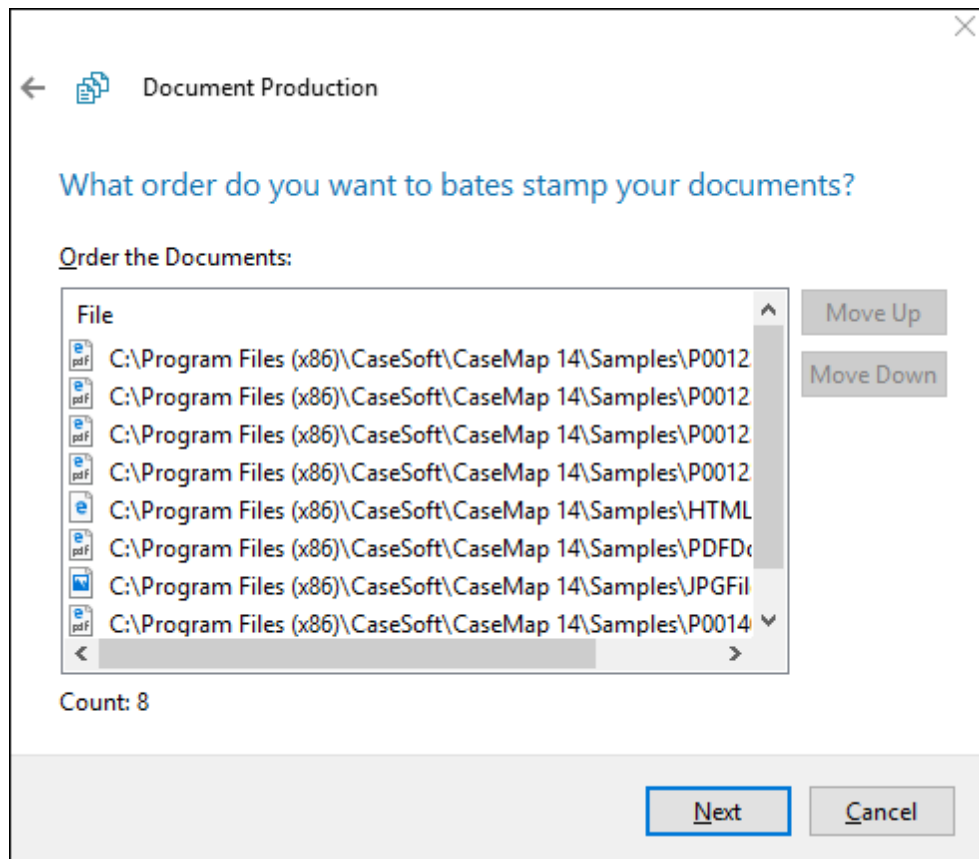 Document Production
What order do you want to bates stamp your documents?
Order the Documents:
File
Move Up
C:\Program Files (x86)\CaseSoft\CaseMap 14\Samples\P0012
Move Down
C:\Program Files (x86)\CaseSoft\CaseMap 14\Samples\P0012
C:\Program Files (x86)\CaseSoft\CaseMap 14\Samples\P0012
C:\Program Files (x86)\CaseSoft\CaseMap 14\Samples\P0012
C:\Program Files (x86)\CaseSoft\CaseMap 14\Samples\HTML
C:\Program Files (x86)\CaseSoft\CaseMap 14\Samples\PDFDo
C:\Program Files (x86)\CaseSoft\CaseMap 14\Samples\JPGFil
C:\Program Files (x86)\CaseSoft\CaseMap 14\Samples\P0014
Count: 8
Next
Cancel